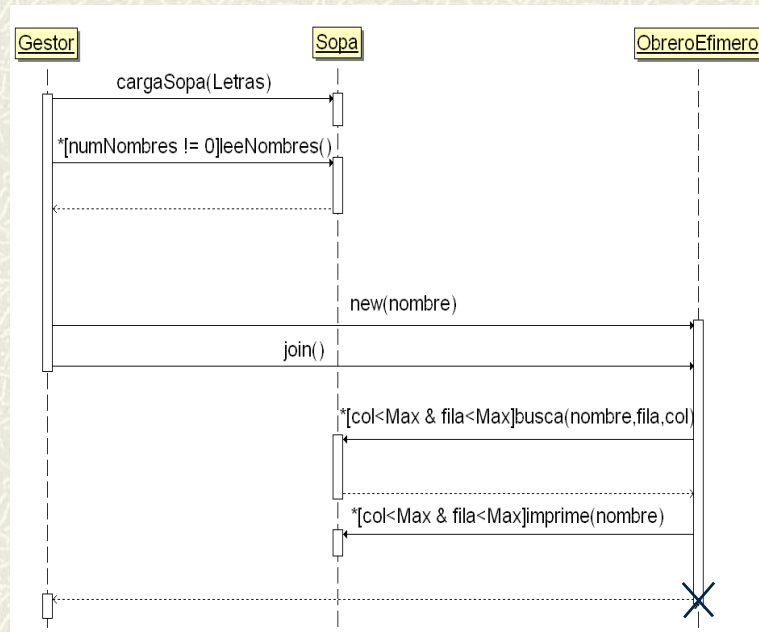 Gestor
Sopa
ObreroEfimero
cargaSopa(Letras)
*[numNombres != 0]leeNombres()
new(nombre)
join()
*[col<Max & fila<Max]busca(nombre,fila,col)
*[col<Max & fila<Max]imprime(nombre)